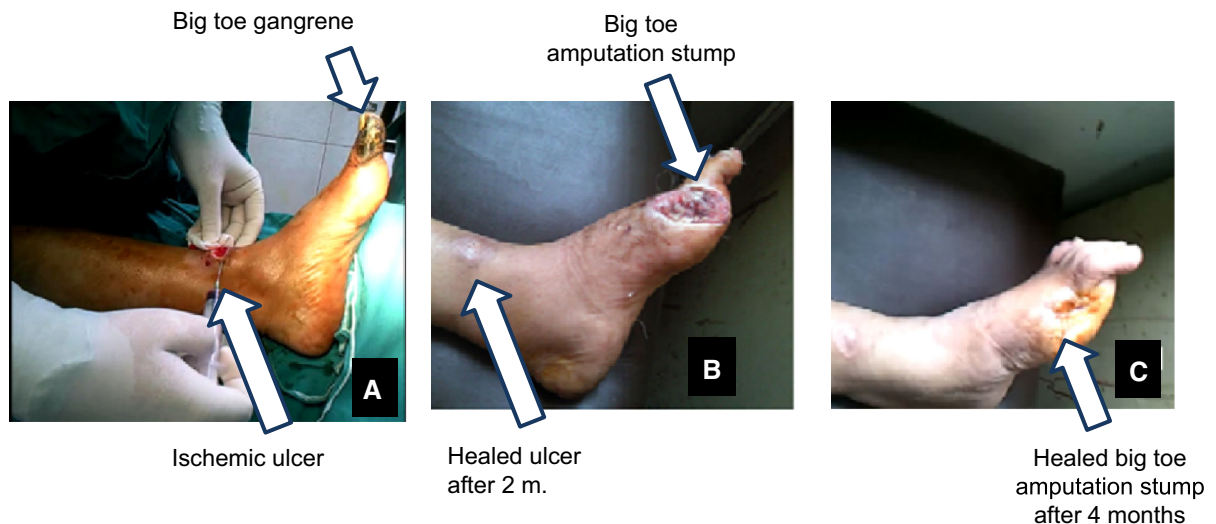 Big toe gangrene
Big toe
amputation stump
A
B
C
Ischemic ulcer
Healed ulcer
after 2 m.
Healed big toe
amputation stump
after 4 months